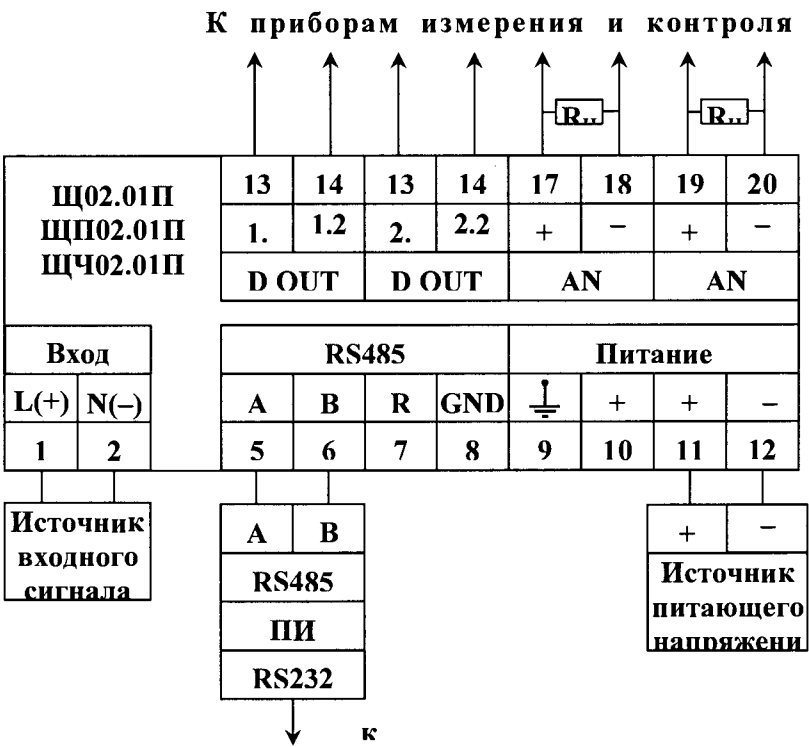 К приборам измерения и контроля
Rн Rн
Щ02.01П
ЩП02.01П
ЩЧ02.01П
13 14 13 14 17 18 19 20
1. 1.2 2. 2.2 + − + −
D OUT D OUT AN AN
Вход RS485 Питание
L(+) N(−) A B R GND + + −
1 2 5 6 7 8 9 10 11 12
Источник
входного
сигнала
A B
RS485
ПИ
RS232
к
+ −
Источник
питающего
напряжени